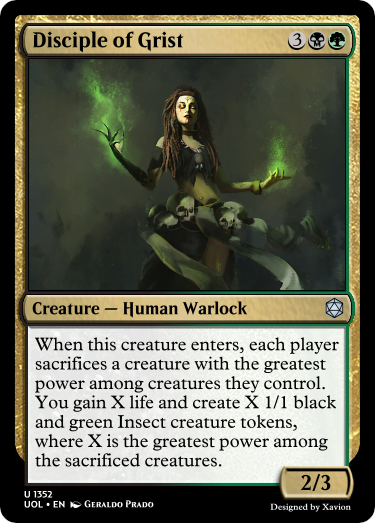 Disciple of Grist 3
Creature — Human Warlock
When this creature enters, each player
sacrifices a creature with the greatest
power among creatures they control.
You gain X life and create X 1/1 black
and green Insect creature tokens,
where X is the greatest power among
the sacrificed creatures.
2/3
U 1352
UOL • EN Geraldo Prado
Designed by Xavion